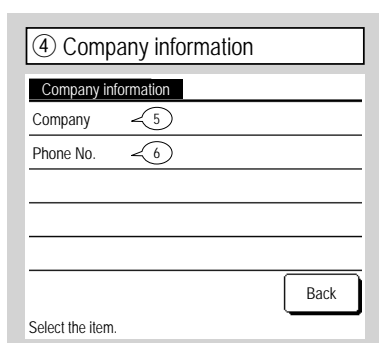 ④ Company information
Company information
Company 5
Phone No. 6
Back
Select the item.